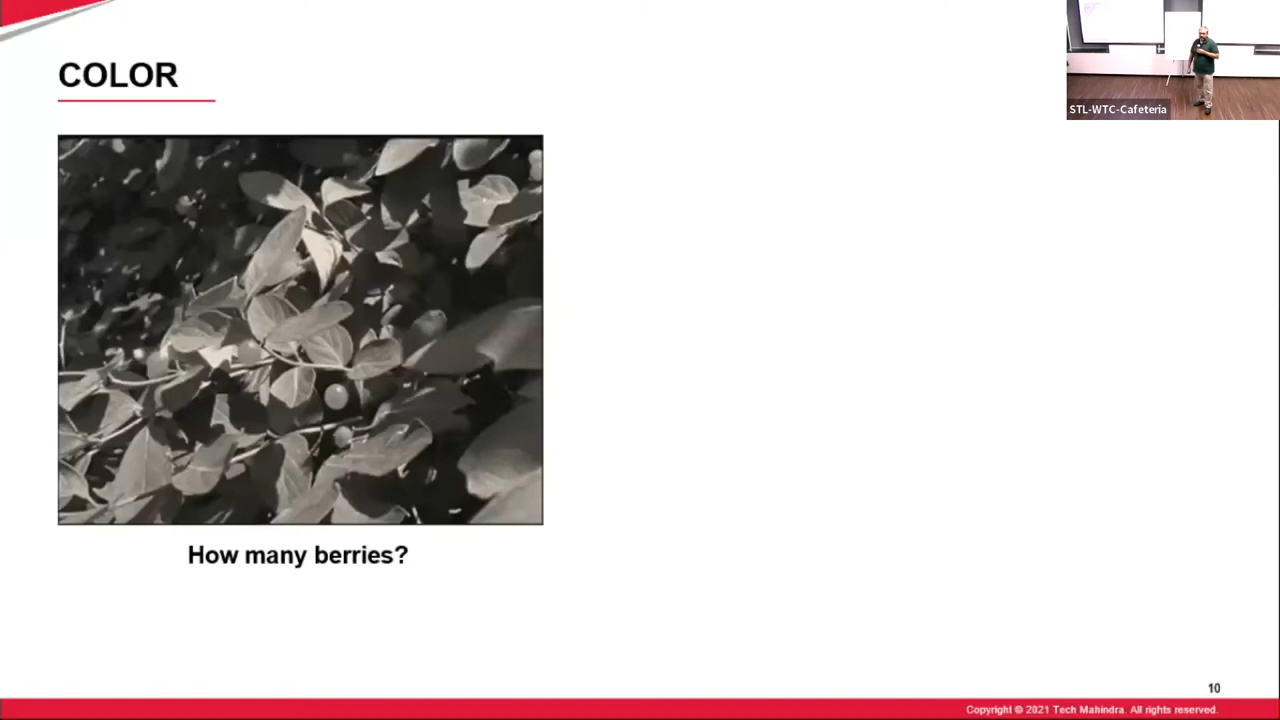 COLOR
STL-WTC-Cafeteria
How many berries?
10
Copyright © 2021 Tech Mahindra. All rights reserved.